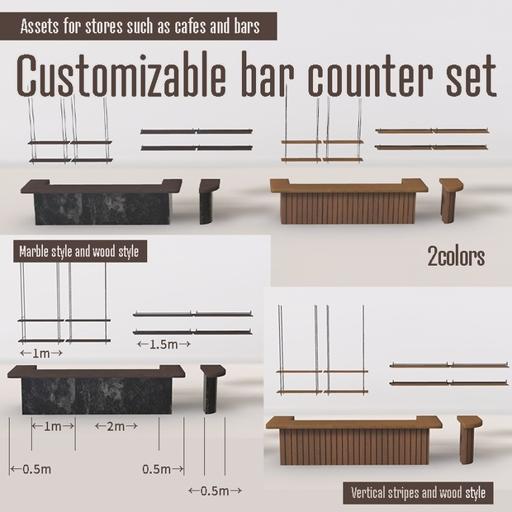 Assets for stores such as cafes and bars
Customizable bar counter set
2colors
Marble style and wood style
←1m→
←1.5m→
←1m→
←2m→
←0.5m
0.5m→
←0.5m→
Vertical stripes and wood style